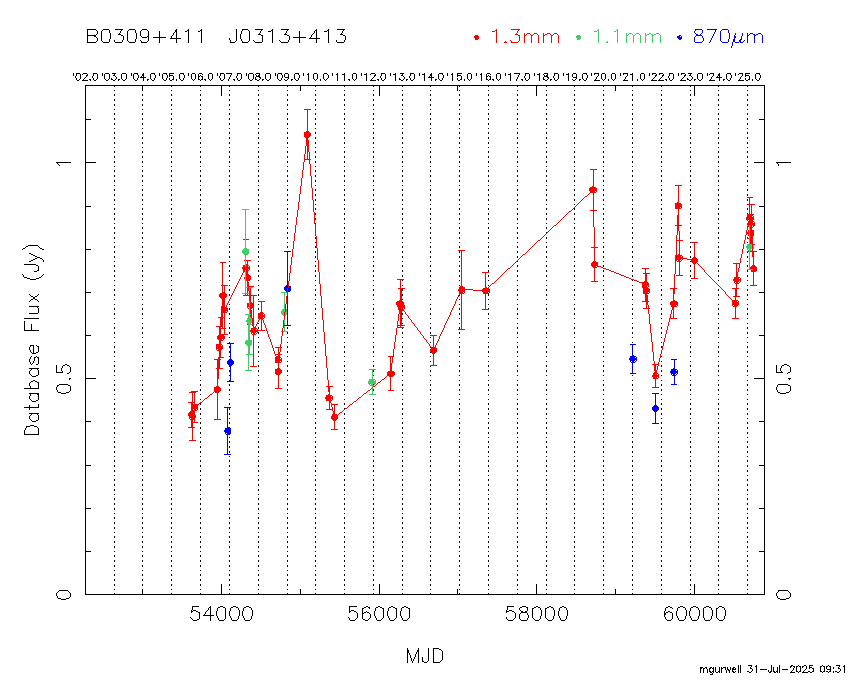 B0309+411 J0313+413 1.3mm 1.1mm 870μm
'02.0 '03.0 '04.0 '05.0 '06.0 '07.0 '08.0 '09.0 '10.0 '11.0 '12.0 '13.0 '14.0 '15.0 '16.0 '17.0 '18.0 '19.0 '20.0 '21.0 '22.0 '23.0 '24.0 '25.0
1 1
Database Flux (Jy)
0.5 0.5
0 0
54000 56000 58000 60000
MJD
mgurwell 31-Jul-2025 09:31